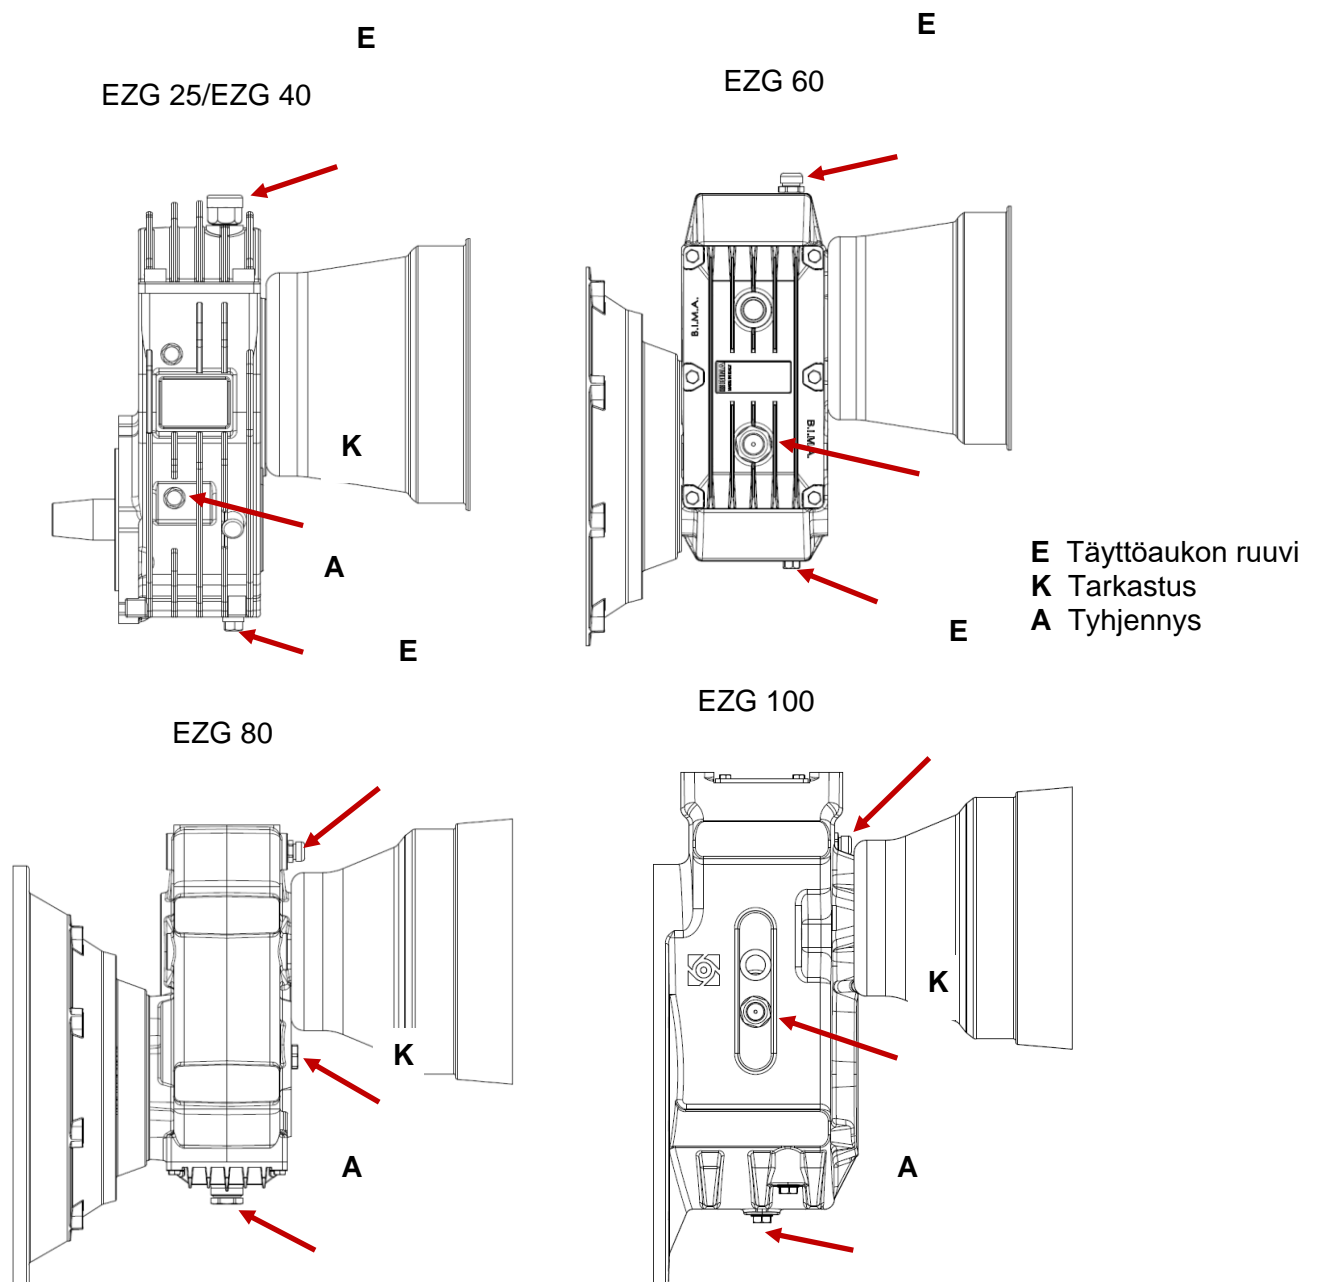 E
E
EZG 25/EZG 40
EZG 60
B.I.M.A.
K
B.I.M.A.
A
E Täyttöaukon ruuvi
K Tarkastus
A Tyhjennys
E
E
EZG 80
EZG 100
K
K
A
A